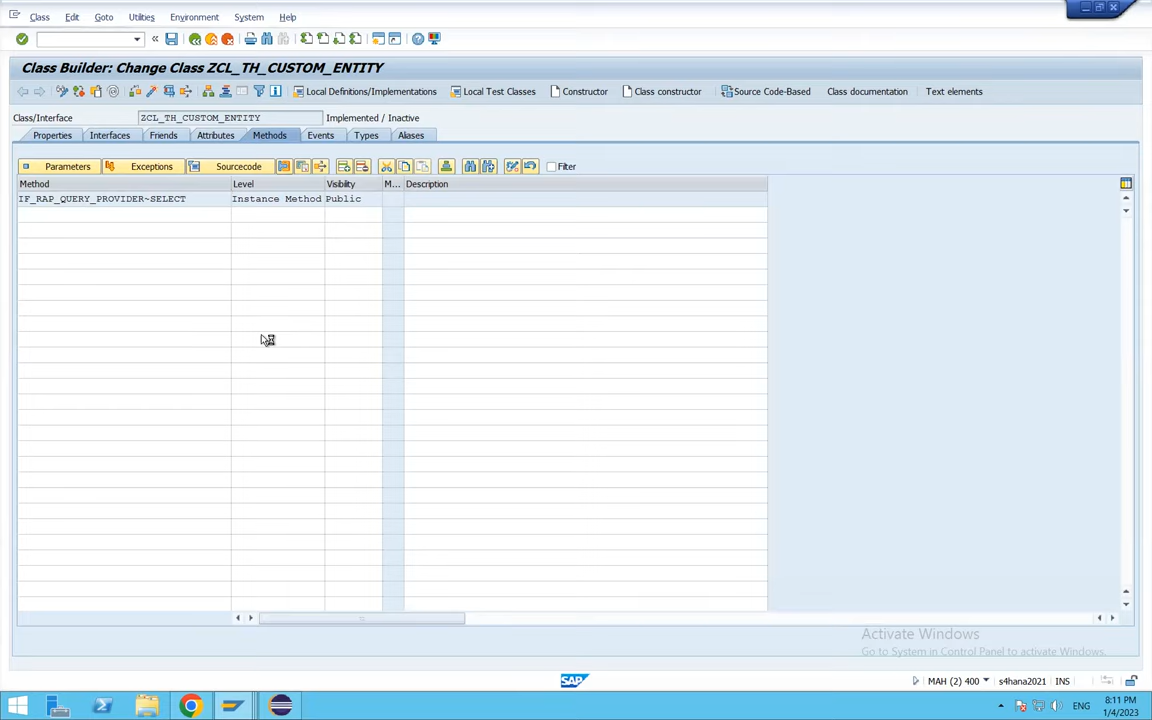 Class Edit Goto Utilities Environment System Help
Class Builder: Change Class ZCL_TH_CUSTOM_ENTITY
Local Definitions/Implementations Local Test Classes Constructor Class constructor Source Code-Based Class documentation Text elements
Class/Interface ZCL_TH_CUSTOM_ENTITY Implemented / Inactive
Properties Interfaces Friends Attributes Methods Events Types Aliases
Parameters Exceptions Sourcecode Filter
Method Level Visibility M... Description
IF_RAP_QUERY_PROVIDER~SELECT Instance Method Public
Activate Windows
Go to System in Control Panel to activate Windows.
SAP MAH (2) 400 s4hana2021 INS
ENG 8:11 PM
1/4/2023